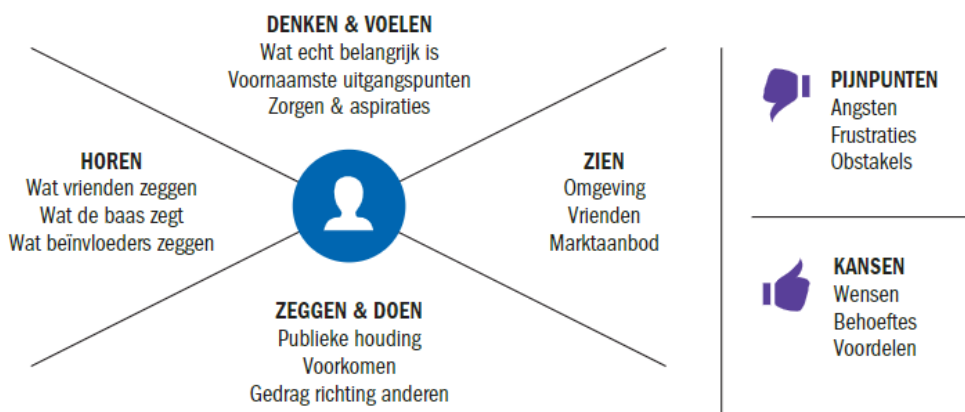 DENKEN & VOELEN
Wat echt belangrijk is
Voornaamste uitgangspunten
Zorgen & aspiraties
HOREN
Wat vrienden zeggen
Wat de baas zegt
Wat beïnvloeders zeggen
ZIEN
Omgeving
Vrienden
Marktaanbod
ZEGGEN & DOEN
Publieke houding
Voorkomen
Gedrag richting anderen
PIJNPUNTEN
Angsten
Frustraties
Obstakels
KANSEN
Wensen
Behoeftes
Voordelen